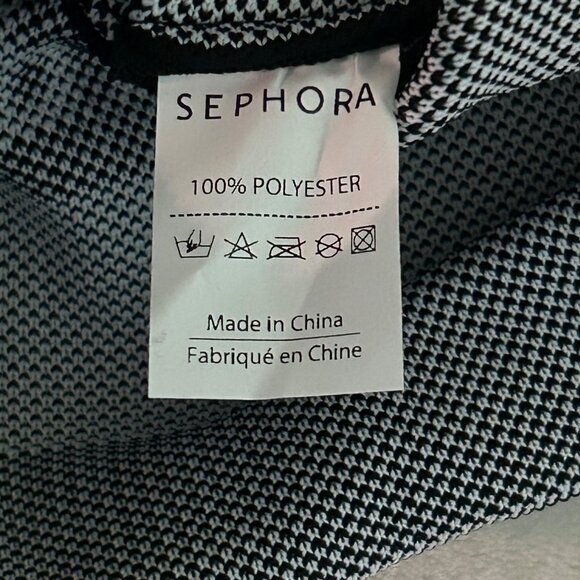 SEPHORA
100% POLYESTER
Made in China
Fabriqué en Chine